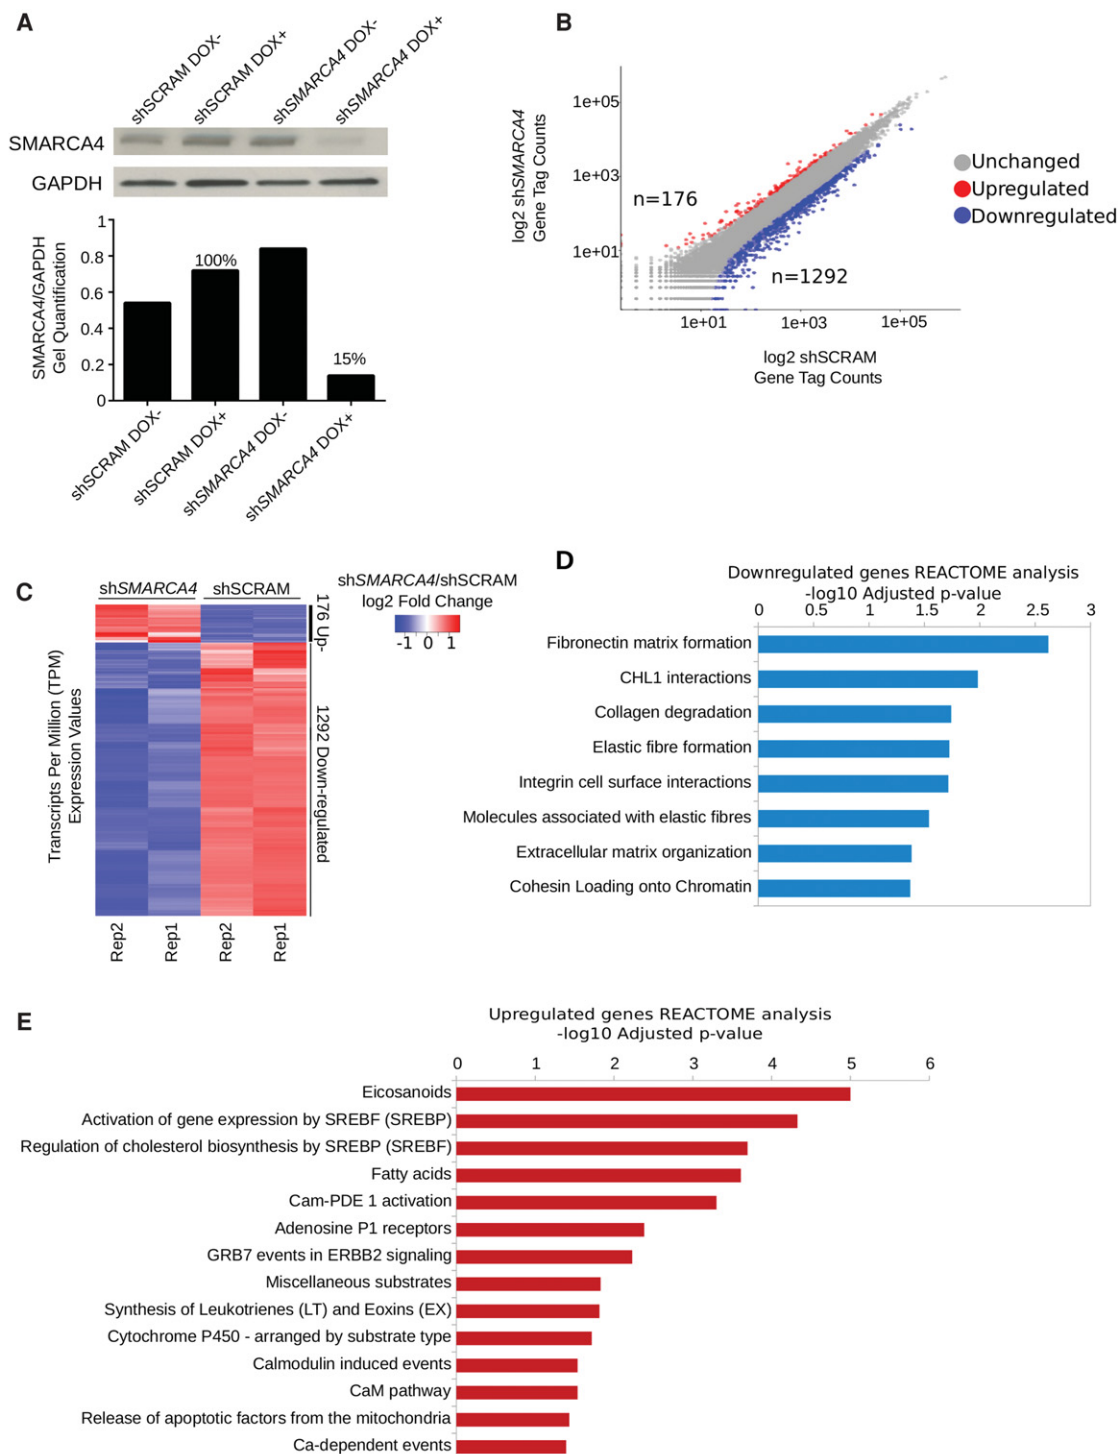 A
shSCRAM DOX-
shSCRAM DOX+
shSMARCA4 DOX-
shSMARCA4 DOX+
SMARCA4
GAPDH
SMARCA4/GAPDH
Gel Quantification
1
0.8
0.6
0.4
0.2
0
100%
15%
shSCRAM DOX-
shSCRAM DOX+
shSMARCA4 DOX-
shSMARCA4 DOX+
B
log2 shSMARCA4
Gene Tag Counts
1e+05
1e+03
1e+01
n=176
n=1292
1e+01
1e+03
1e+05
log2 shSCRAM
Gene Tag Counts
Unchanged
Upregulated
Downregulated
C
shSMARCA4
shSCRAM
Transcripts Per Million (TPM)
Expression Values
176 Up-
1292 Down-regulated
Rep2
Rep1
Rep2
Rep1
shSMARCA4/shSCRAM
log2 Fold Change
-1 0 1
D
Downregulated genes REACTOME analysis
-log10 Adjusted p-value
0 0.5 1 1.5 2 2.5 3
Fibronectin matrix formation
CHL1 interactions
Collagen degradation
Elastic fibre formation
Integrin cell surface interactions
Molecules associated with elastic fibres
Extracellular matrix organization
Cohesin Loading onto Chromatin
E
Upregulated genes REACTOME analysis
-log10 Adjusted p-value
0 1 2 3 4 5 6
Eicosanoids
Activation of gene expression by SREBF (SREBP)
Regulation of cholesterol biosynthesis by SREBP (SREBF)
Fatty acids
Cam-PDE 1 activation
Adenosine P1 receptors
GRB7 events in ERBB2 signaling
Miscellaneous substrates
Synthesis of Leukotrienes (LT) and Eoxins (EX)
Cytochrome P450 - arranged by substrate type
Calmodulin induced events
CaM pathway
Release of apoptotic factors from the mitochondria
Ca-dependent events